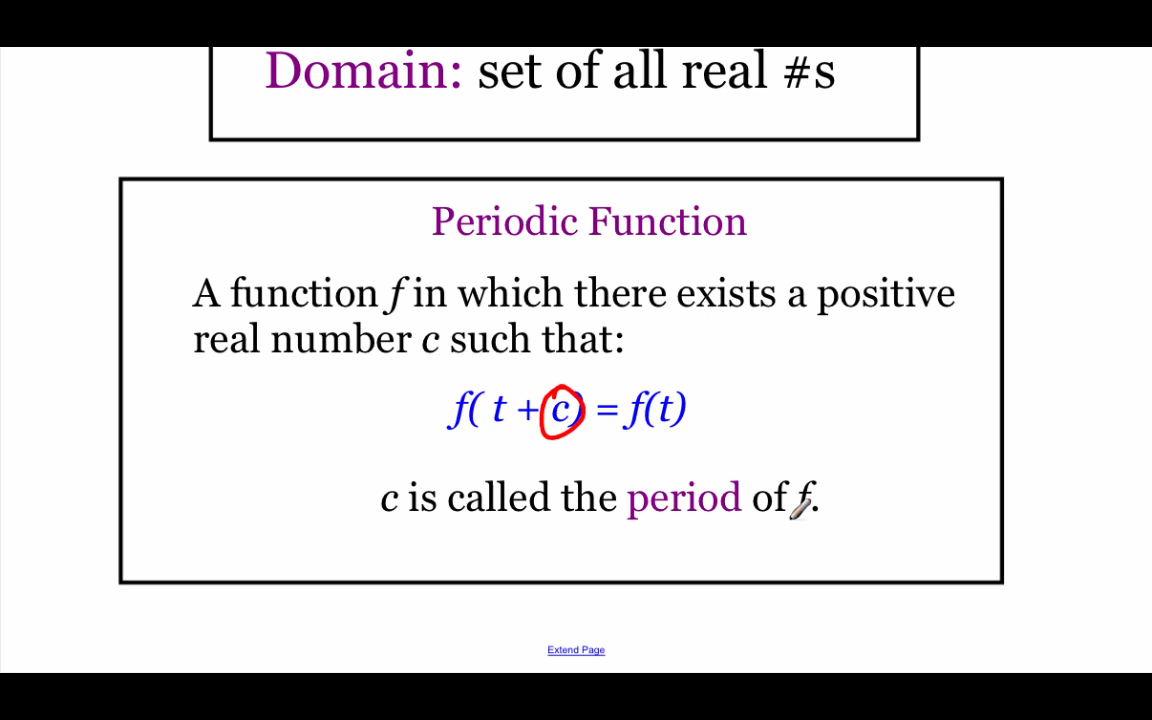 Domain: set of all real #s
Periodic Function
A function f in which there exists a positive
real number c such that:
f( t + c) = f(t)
c is called the period of f.
Extend Page